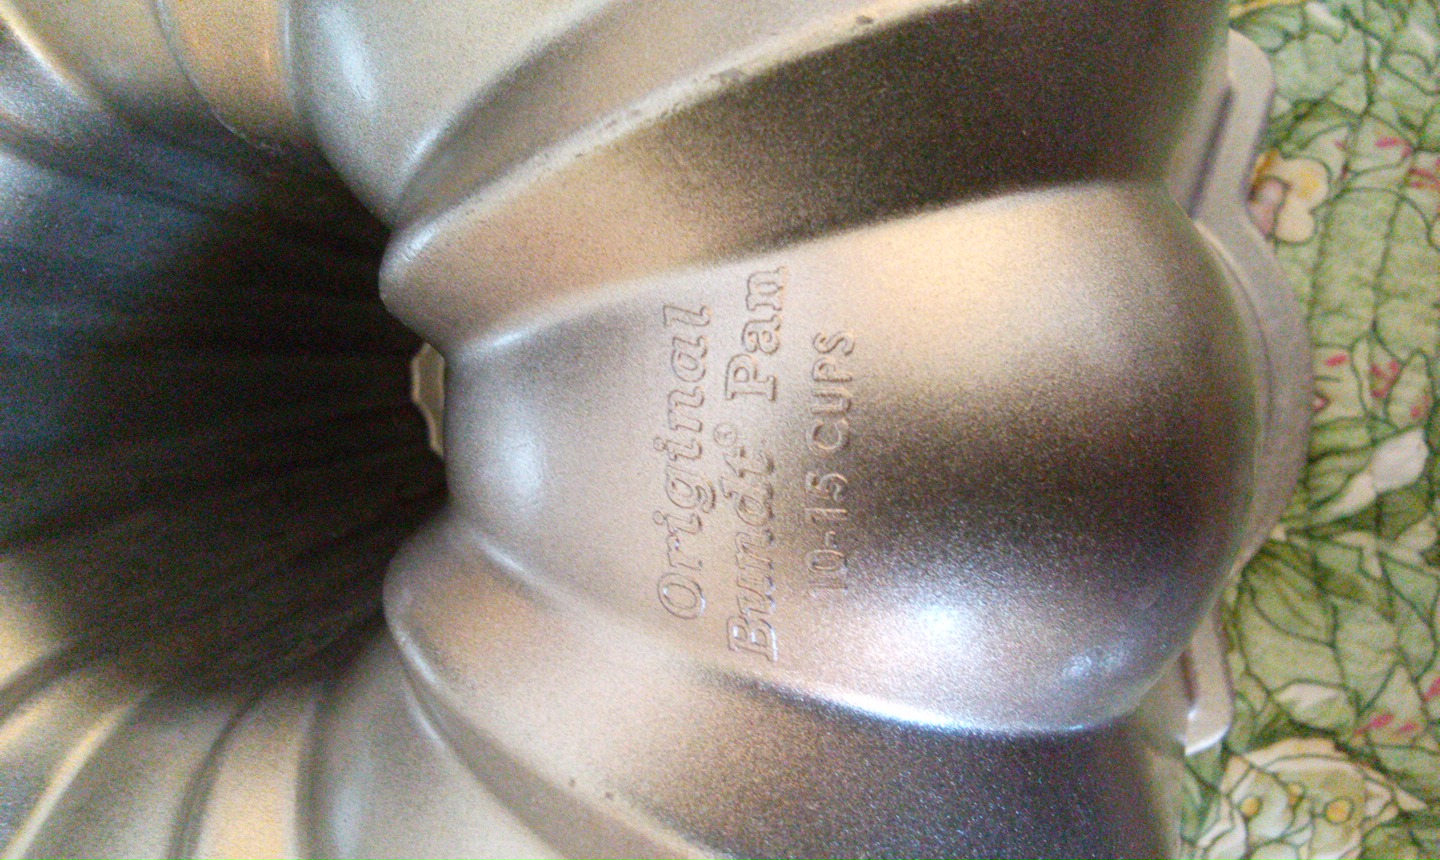 Original
Bundt® Pan
10-15 CUPS